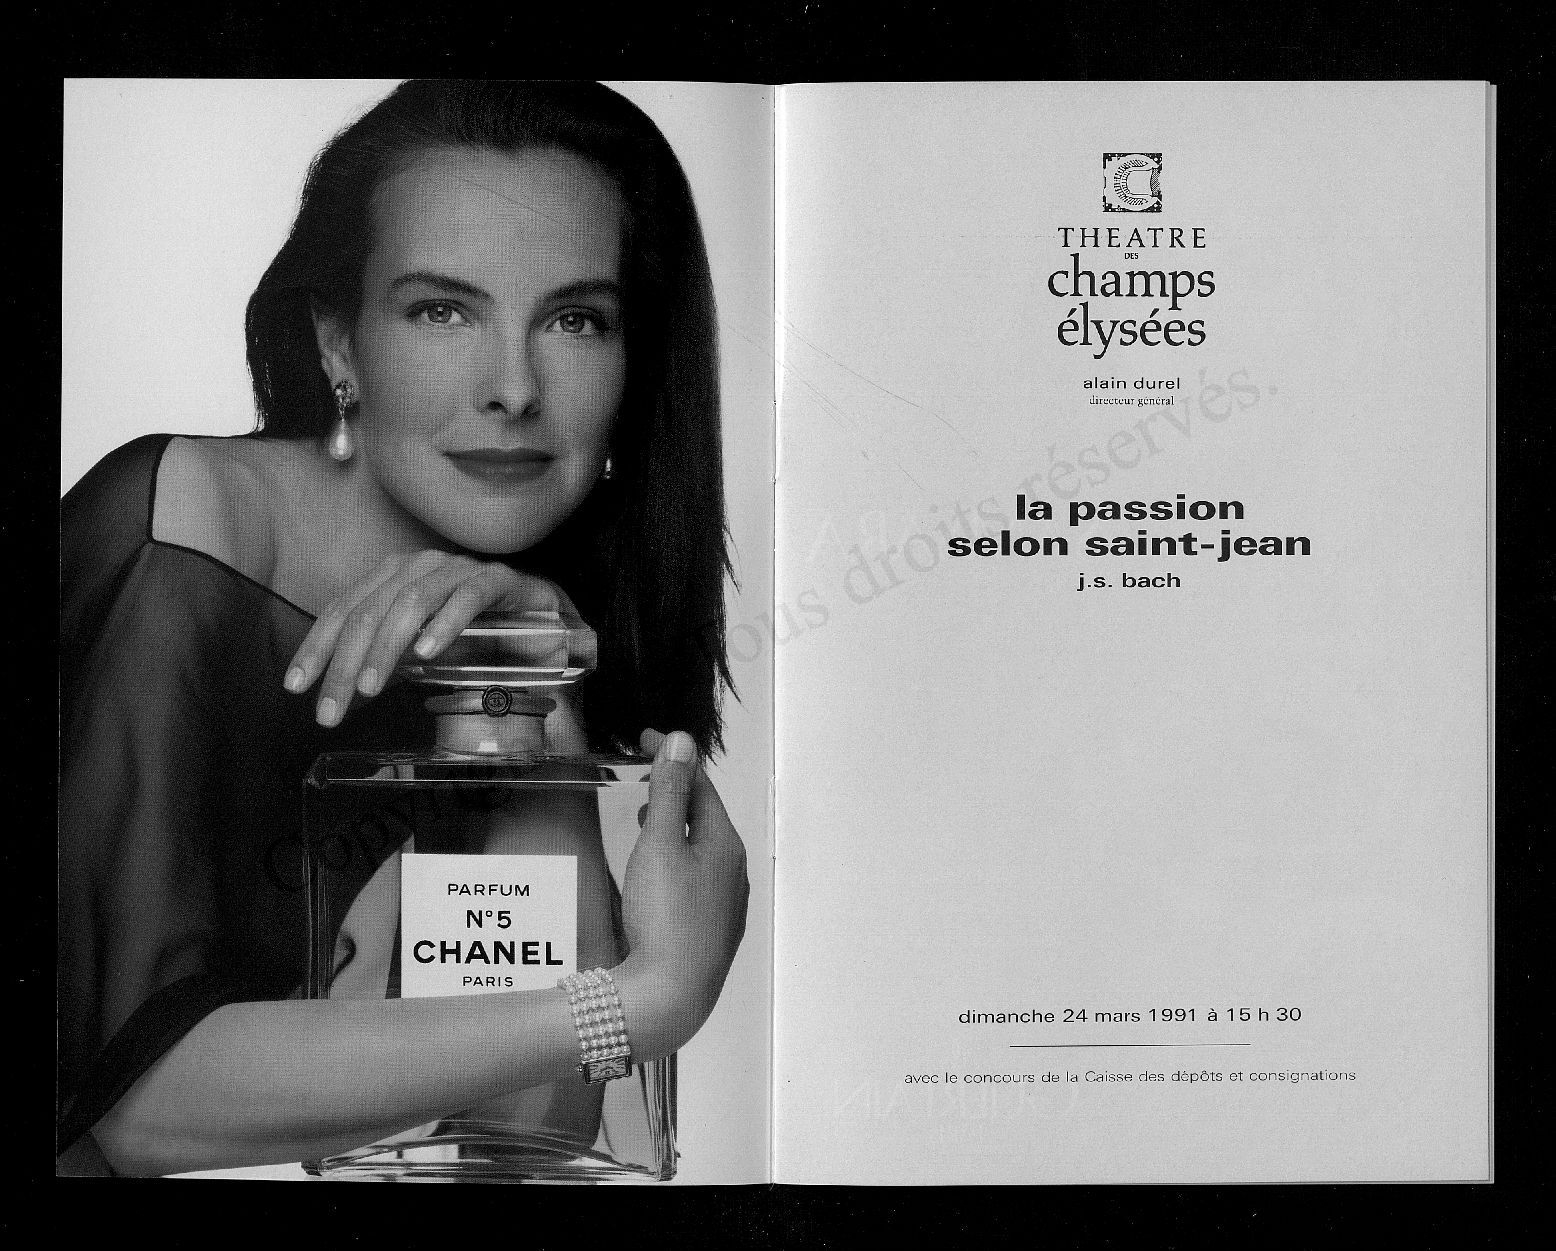 PARFUM
N°5
CHANEL
PARIS
THEATRE
DES
champs
élysées
alain durel
directeur général
la passion
selon saint-jean
j.s. bach
dimanche 24 mars 1991 à 15 h 30
avec le concours de la Caisse des dépôts et consignations
Copyright tous droits réservés.